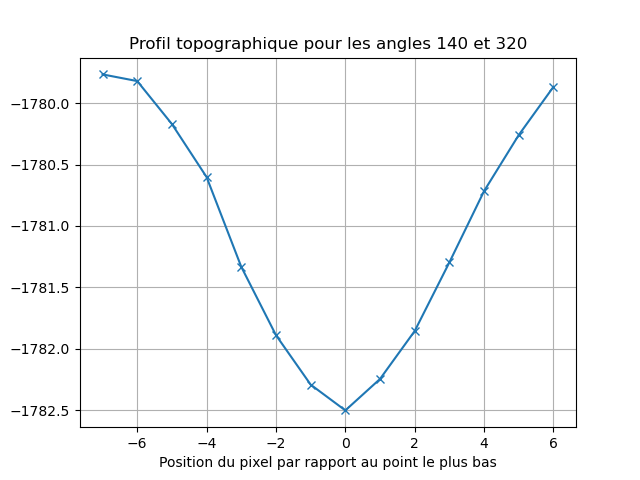 Profil topographique pour les angles 140 et 320
−1780.0
−1780.5
−1781.0
−1781.5
−1782.0
−1782.5
−6 −4 −2 0 2 4 6
Position du pixel par rapport au point le plus bas